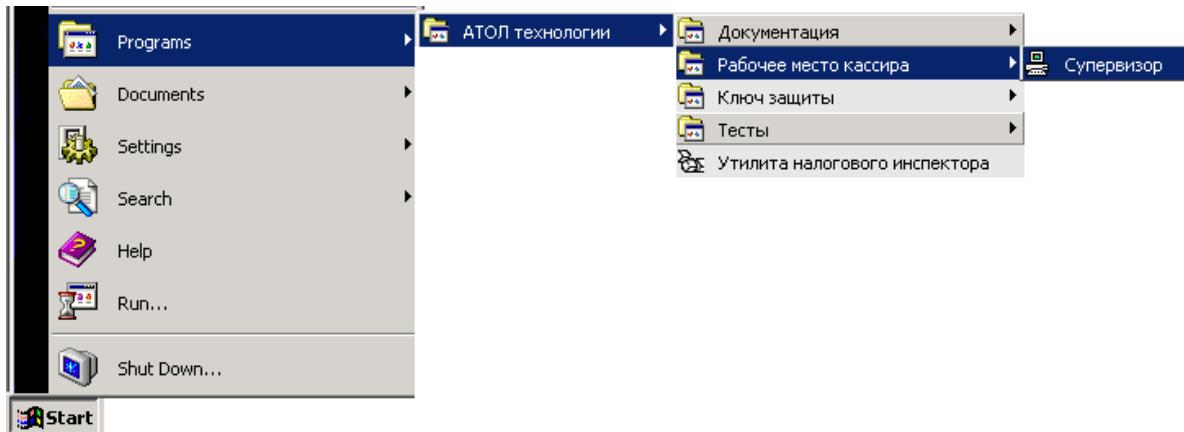 Programs
Documents
Settings
Search
Help
Run...
Shut Down...
Start
АТОЛ технологии
Документация
Рабочее место кассира
Ключ защиты
Тесты
Утилита налогового инспектора
Супервизор